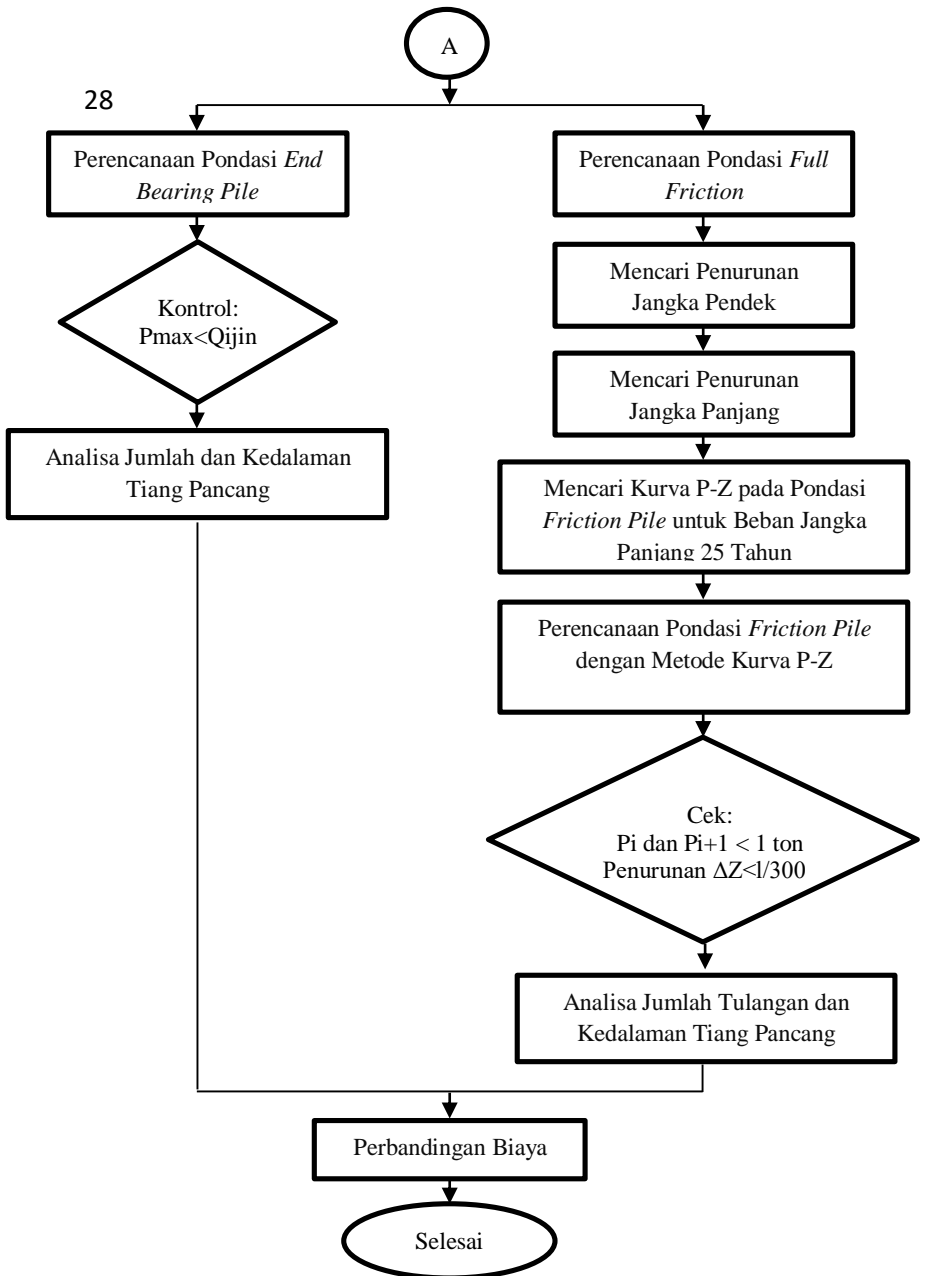 A
28
Perencanaan Pondasi End
Bearing Pile
Kontrol:
Pmax<Qijin
Analisa Jumlah dan Kedalaman
Tiang Pancang
Perencanaan Pondasi Full
Friction
Mencari Penurunan
Jangka Pendek
Mencari Penurunan
Jangka Panjang
Mencari Kurva P-Z pada Pondasi
Friction Pile untuk Beban Jangka
Panjang 25 Tahun
Perencanaan Pondasi Friction Pile
dengan Metode Kurva P-Z
Cek:
Pi dan Pi+1 < 1 ton
Penurunan ΔZ<l/300
Analisa Jumlah Tulangan dan
Kedalaman Tiang Pancang
Perbandingan Biaya
Selesai